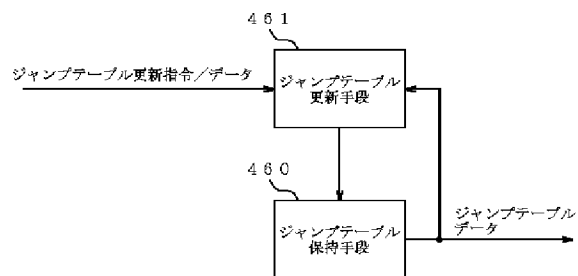 ４６１
ジャンプテーブル更新指令／データ
ジャンプテーブル
更新手段
４６０
ジャンプテーブル
保持手段
ジャンプテーブル
データ